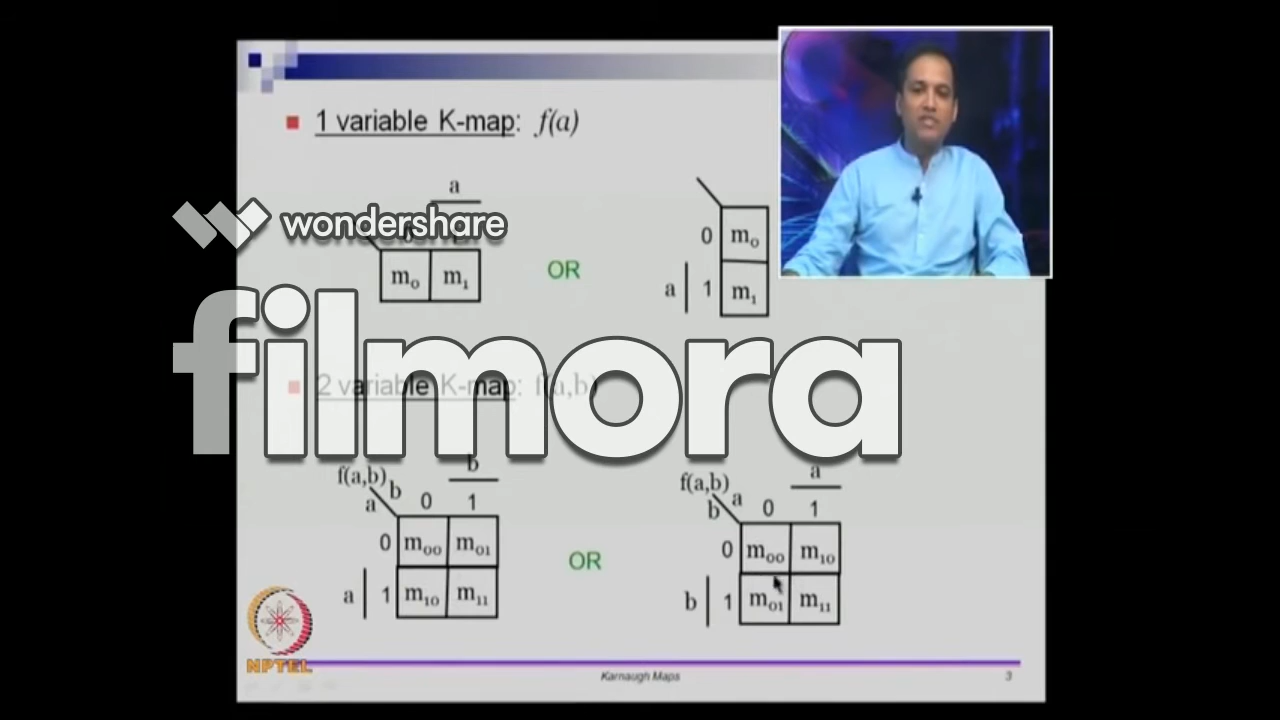 1 variable K-map: f(a)
a
wondershare
0 m₀
m₀ m₁
OR
a 1 m₁
filmora
2 variable K-map: f(a,b)
b
a
f(a,b) b 0 1
a
f(a,b) a 0 1
b
0 m₀₀ m₀₁
0 m₀₀ m₁₀
OR
a 1 m₁₀ m₁₁
b 1 m₀₁ m₁₁
NPTEL
Karnaugh Maps
3